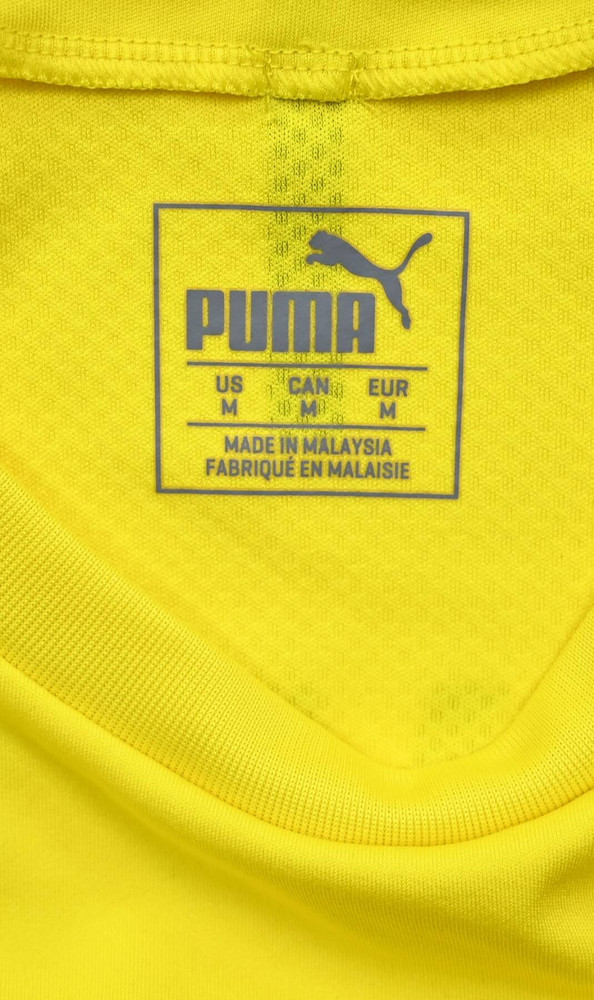 PUMA
US CAN EUR
M M M
MADE IN MALAYSIA
FABRIQUÉ EN MALAISIE